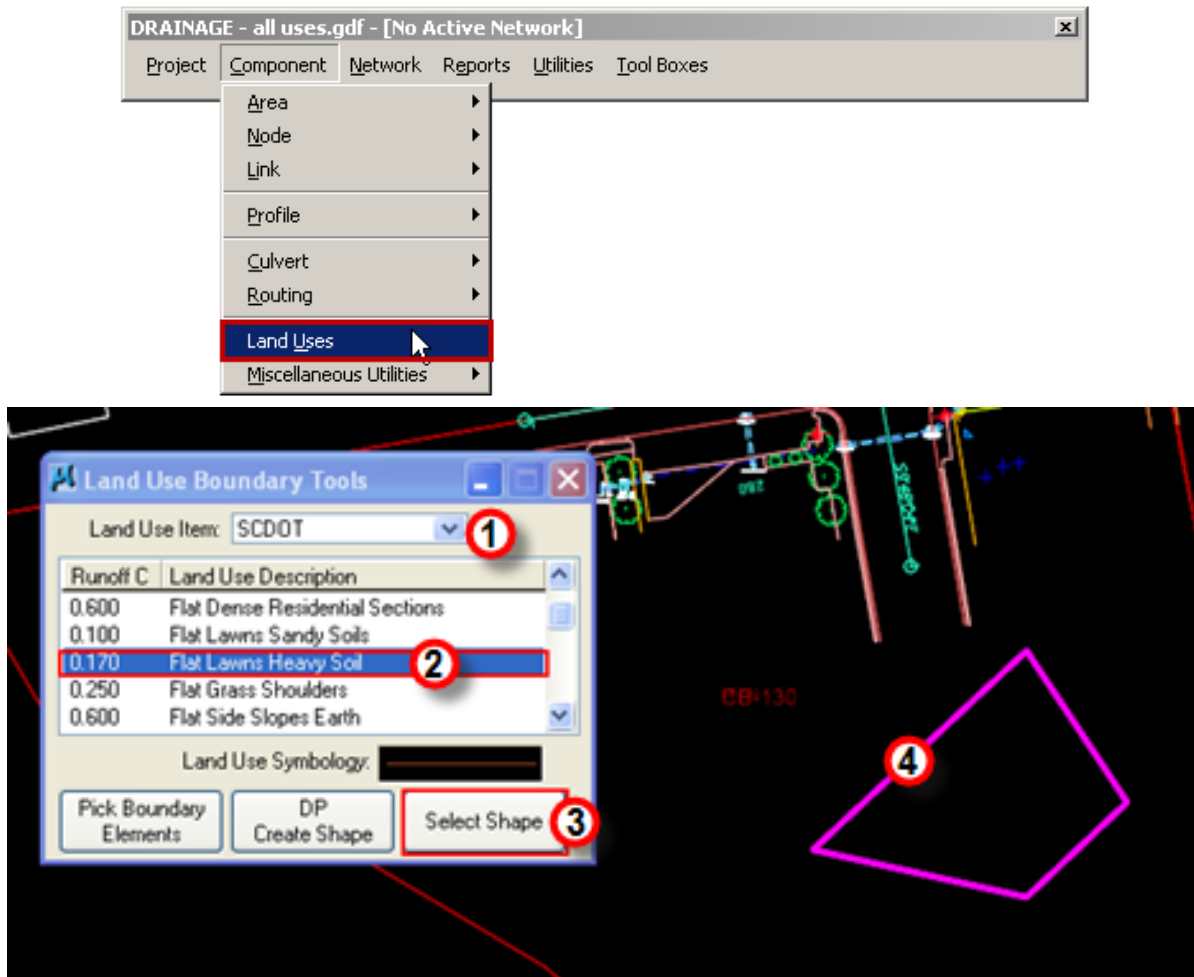 DRAINAGE - all uses.gdf - [No Active Network]
Project Component Network Reports Utilities Tool Boxes
Area
Node
Link
Profile
Culvert
Routing
Land Uses
Miscellaneous Utilities
Land Use Boundary Tools
Land Use Item: SCDOT 1
Runoff C Land Use Description
0.600 Flat Dense Residential Sections
0.100 Flat Lawns Sandy Soils
0.170 Flat Lawns Heavy Soil 2
0.250 Flat Grass Shoulders
0.600 Flat Side Slopes Earth
Land Use Symbology:
Pick Boundary Elements
DP Create Shape
Select Shape 3
CB-130
4